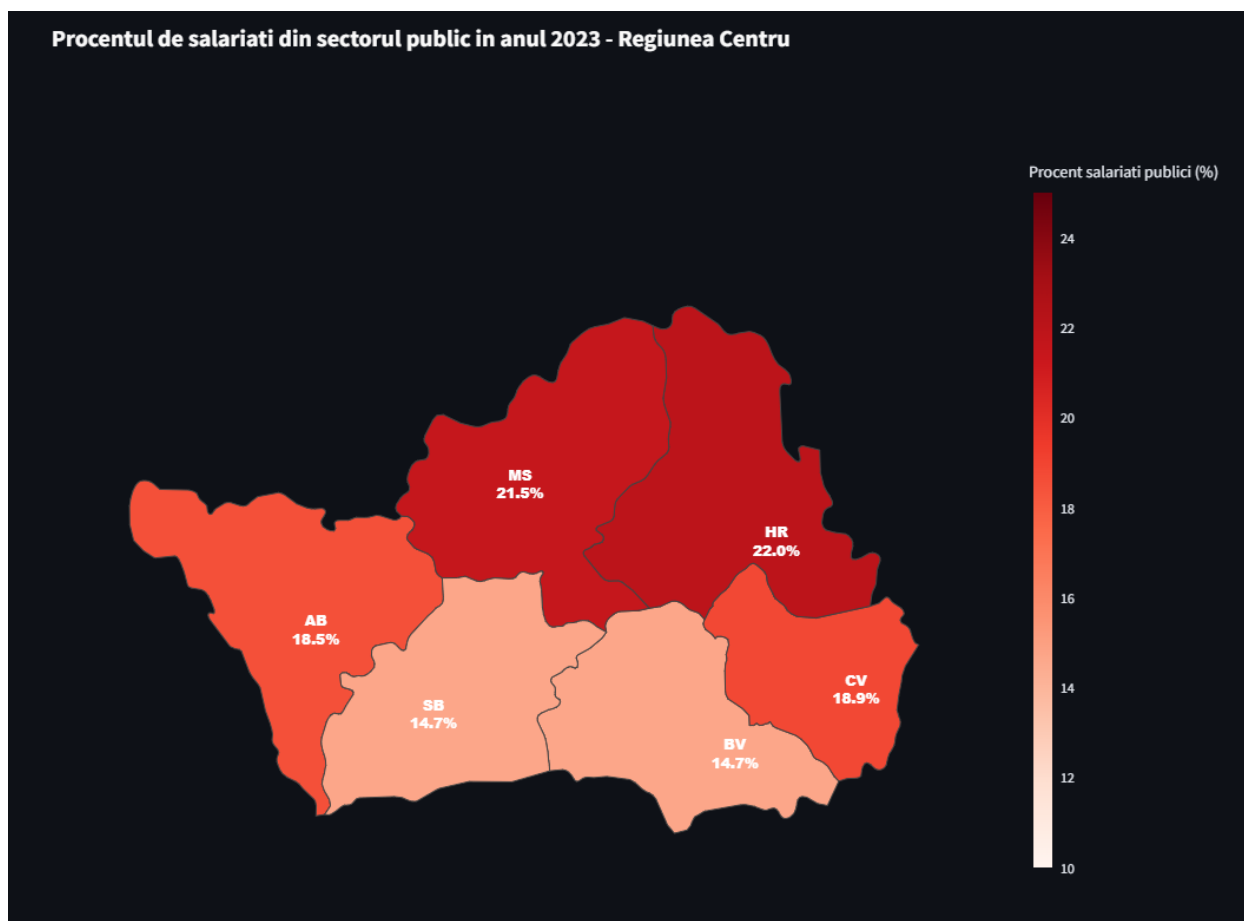 Procentul de salariati din sectorul public in anul 2023 - Regiunea Centru
Procent salariati publici (%)
24
22
20
18
16
14
12
10
MS
21.5%
HR
22.0%
AB
18.5%
CV
18.9%
SB
14.7%
BV
14.7%